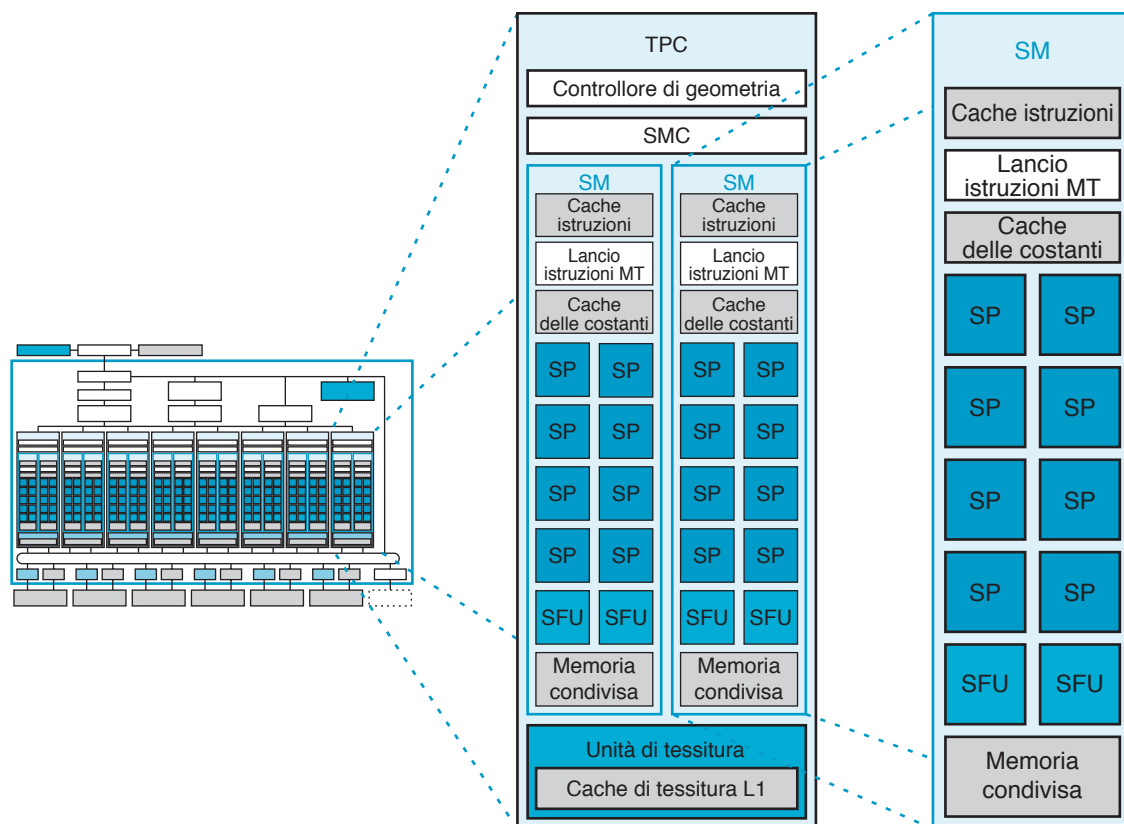 TPC
Controllore di geometria
SMC
SM
Cache
istruzioni
Lancio
istruzioni MT
Cache
delle costanti
SP
SP
SP
SP
SP
SP
SP
SP
SFU
SFU
Memoria
condivisa
SM
Cache
istruzioni
Lancio
istruzioni MT
Cache
delle costanti
SP
SP
SP
SP
SP
SP
SP
SP
SFU
SFU
Memoria
condivisa
Unità di tessitura
Cache di tessitura L1
SM
Cache istruzioni
Lancio
istruzioni MT
Cache
delle costanti
SP
SP
SP
SP
SP
SP
SP
SP
SFU
SFU
Memoria
condivisa